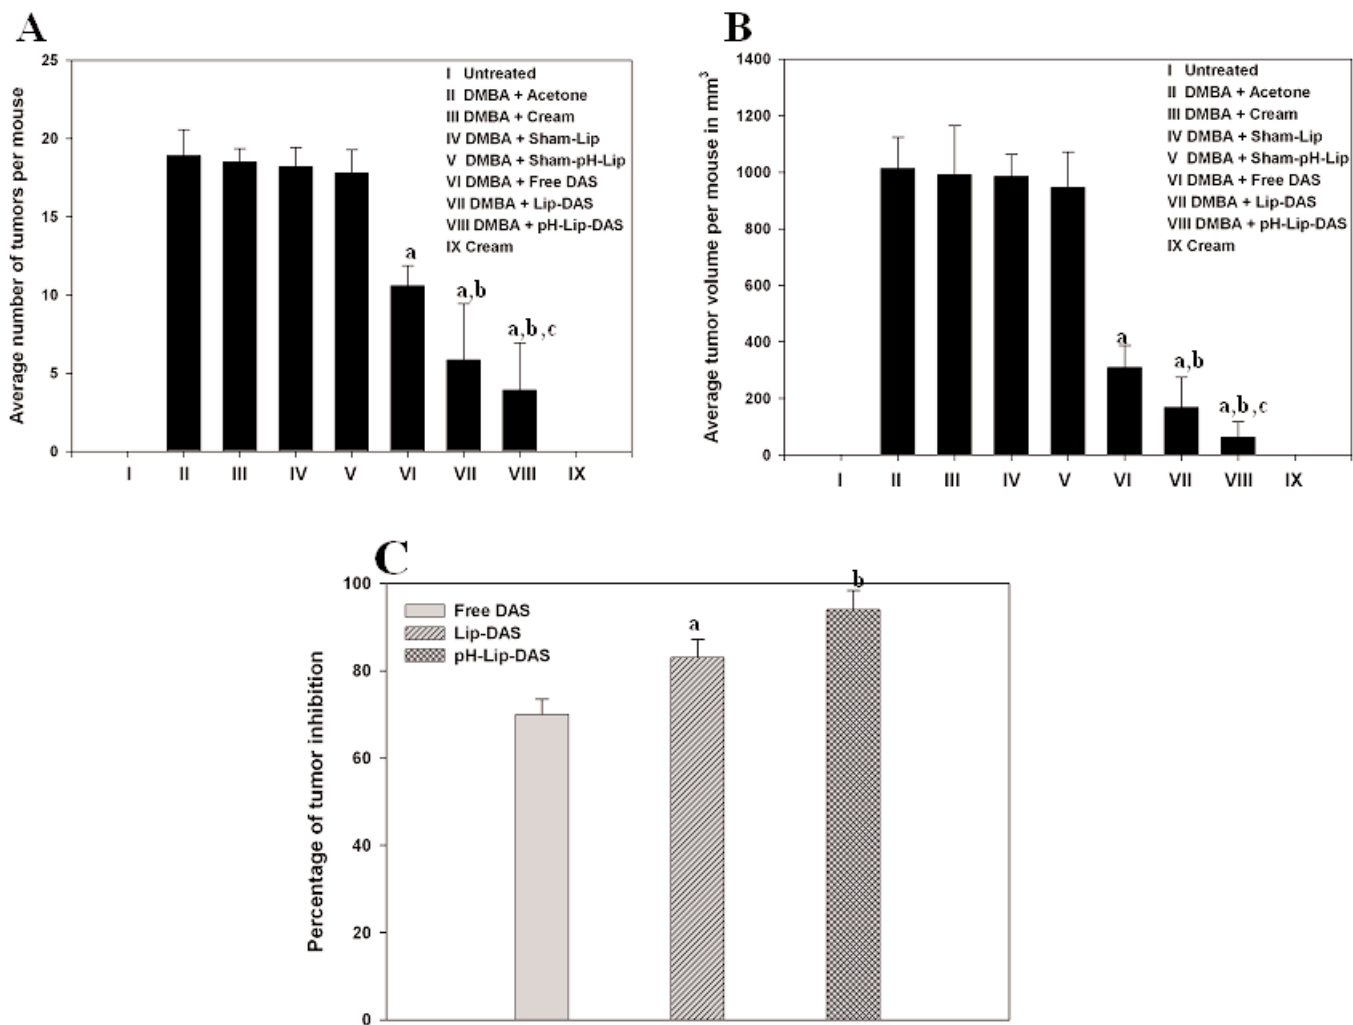 A
Average number of tumors per mouse
25
20
15
10
5
0
I Untreated
II DMBA + Acetone
III DMBA + Cream
IV DMBA + Sham-Lip
V DMBA + Sham-pH-Lip
VI DMBA + Free DAS
VII DMBA + Lip-DAS
VIII DMBA + pH-Lip-DAS
IX Cream
a
a,b
a,b,c
I II III IV V VI VII VIII IX
B
Average tumor volume per mouse in mm³
1400
1200
1000
800
600
400
200
0
I Untreated
II DMBA + Acetone
III DMBA + Cream
IV DMBA + Sham-Lip
V DMBA + Sham-pH-Lip
VI DMBA + Free DAS
VII DMBA + Lip-DAS
VIII DMBA + pH-Lip-DAS
IX Cream
a
a,b
a,b,c
I II III IV V VI VII VIII IX
C
Percentage of tumor inhibition
100
80
60
40
20
0
Free DAS
Lip-DAS
pH-Lip-DAS
a
b